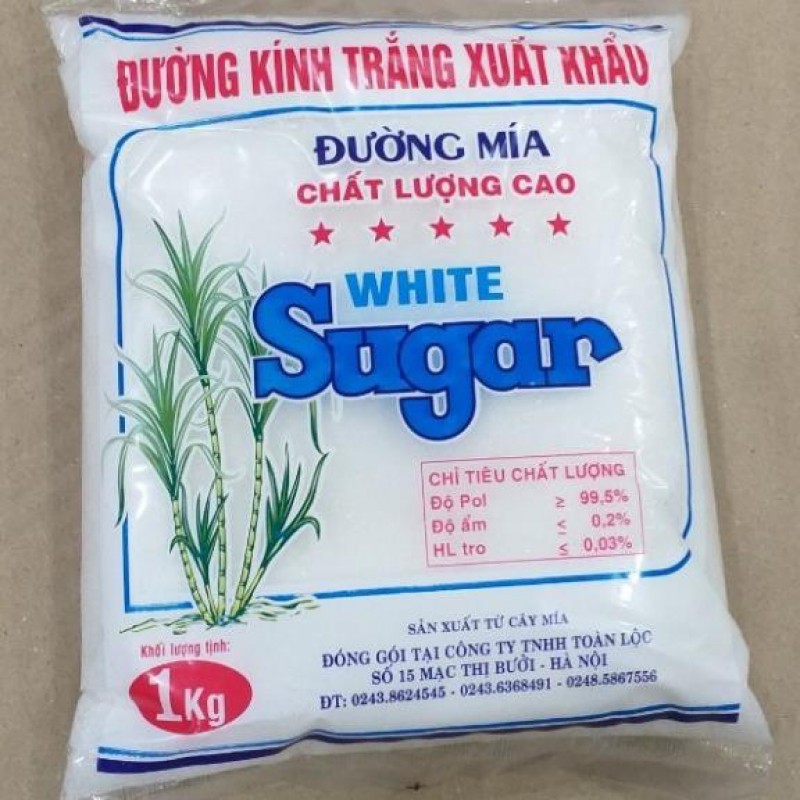 ĐƯỜNG KÍNH TRẮNG XUẤT KHẨU
ĐƯỜNG MÍA
CHẤT LƯỢNG CAO
WHITE
Sugar
CHỈ TIÊU CHẤT LƯỢNG
Độ Pol ≥ 99,5%
Độ ẩm ≤ 0,2%
HL tro ≤ 0,03%
SẢN XUẤT TỪ CÂY MÍA
ĐÓNG GÓI TẠI CÔNG TY TNHH TOÀN LỘC
SỐ 15 MẠC THỊ BƯỞI - HÀ NỘI
ĐT: 0243.8624545 - 0243.6368491 - 0248.5867556
Khối lượng tịnh:
1Kg